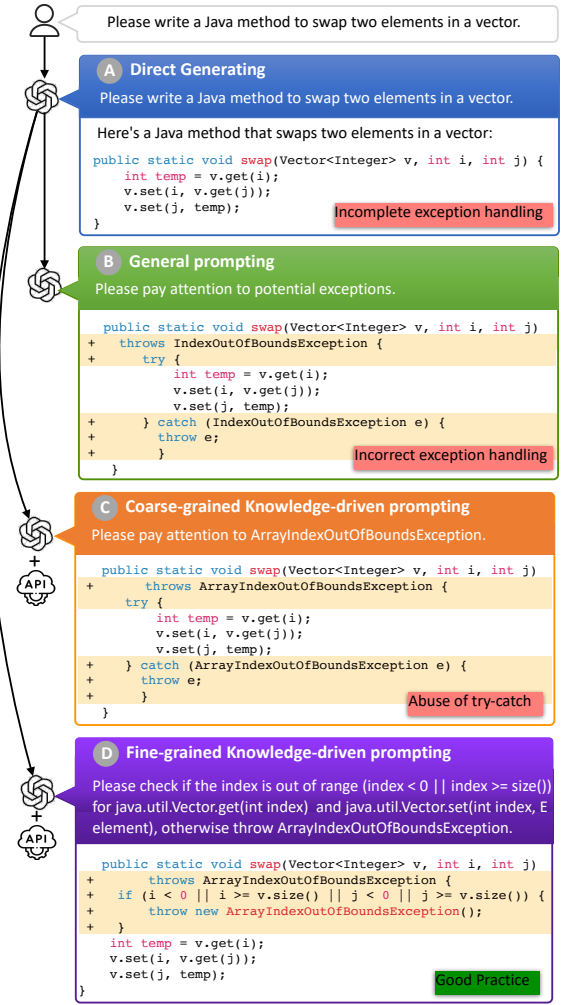 Please write a Java method to swap two elements in a vector.
A Direct Generating
Please write a Java method to swap two elements in a vector.
Here's a Java method that swaps two elements in a vector:
public static void swap(Vector<Integer> v, int i, int j) {
int temp = v.get(i);
v.set(i, v.get(j));
v.set(j, temp);
}
Incomplete exception handling
B General prompting
Please pay attention to potential exceptions.
public static void swap(Vector<Integer> v, int i, int j)
+ throws IndexOutOfBoundsException {
+ try {
int temp = v.get(i);
v.set(i, v.get(j));
v.set(j, temp);
+ } catch (IndexOutOfBoundsException e) {
+ throw e;
+ }
}
Incorrect exception handling
C Coarse-grained Knowledge-driven prompting
Please pay attention to ArrayIndexOutOfBoundsException.
+
API
public static void swap(Vector<Integer> v, int i, int j)
+ throws ArrayIndexOutOfBoundsException {
try {
int temp = v.get(i);
v.set(i, v.get(j));
v.set(j, temp);
+ } catch (ArrayIndexOutOfBoundsException e) {
+ throw e;
+ }
}
Abuse of try-catch
D Fine-grained Knowledge-driven prompting
Please check if the index is out of range (index < 0 || index >= size())
for java.util.Vector.get(int index) and java.util.Vector.set(int index, E
element), otherwise throw ArrayIndexOutOfBoundsException.
+
API
public static void swap(Vector<Integer> v, int i, int j)
+ throws ArrayIndexOutOfBoundsException {
+ if (i < 0 || i >= v.size() || j < 0 || j >= v.size()) {
+ throw new ArrayIndexOutOfBoundsException();
+ }
int temp = v.get(i);
v.set(i, v.get(j));
v.set(j, temp);
}
Good Practice